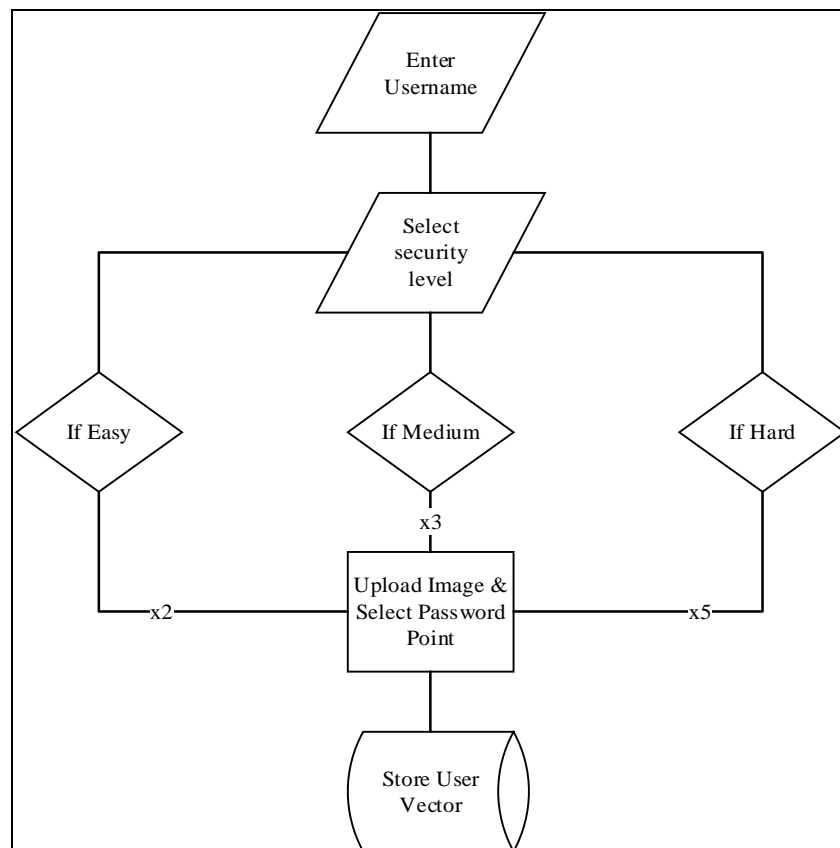 Enter
Username
Select
security
level
If Easy
If Medium
If Hard
x3
Upload Image &
Select Password
Point
x2
x5
Store User
Vector